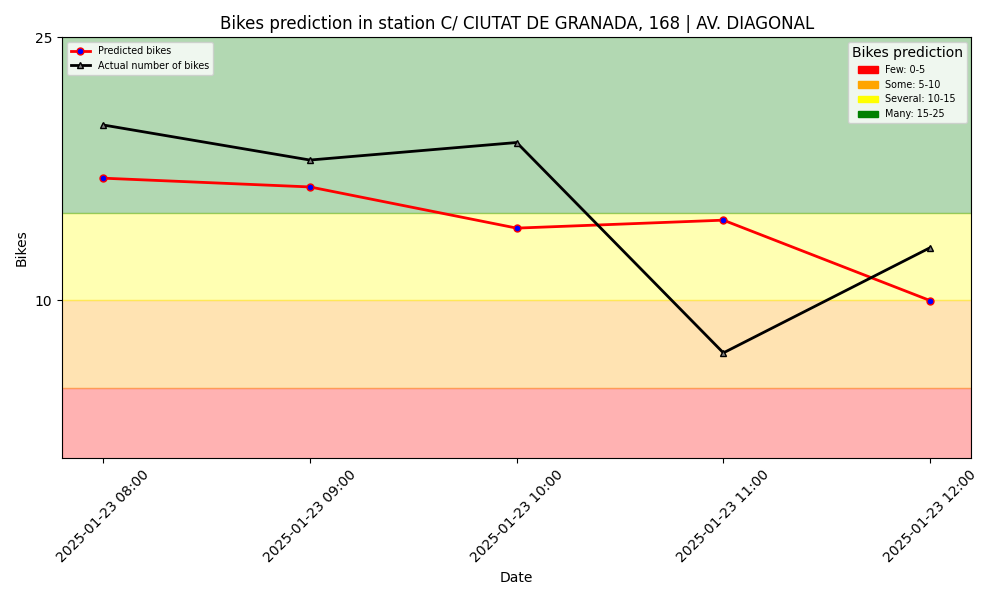 Bikes prediction in station C/ CIUTAT DE GRANADA, 168 | AV. DIAGONAL
25
Predicted bikes
Actual number of bikes
Bikes prediction
Few: 0-5
Some: 5-10
Several: 10-15
Many: 15-25
Bikes
10
2025-01-23 08:00
2025-01-23 09:00
2025-01-23 10:00
2025-01-23 11:00
2025-01-23 12:00
Date